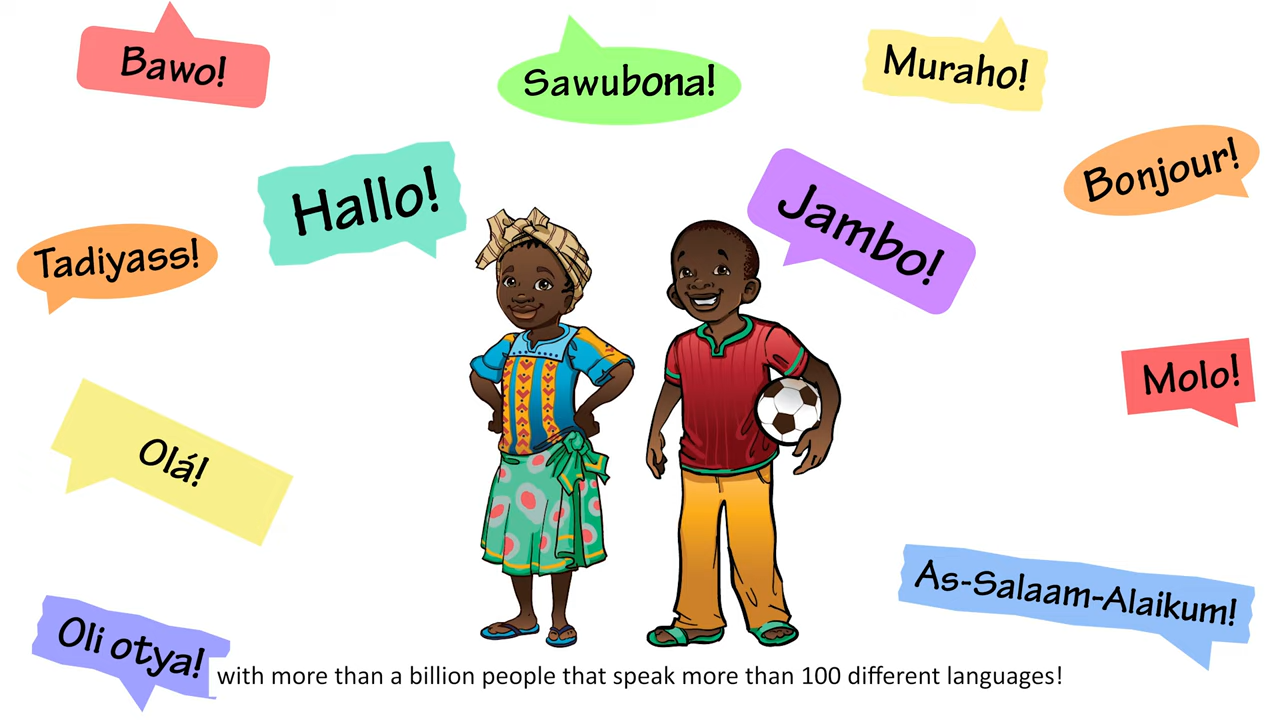 Bawo!
Sawubona!
Muraho!
Hallo!
Jambo!
Bonjour!
Tadiyass!
Molo!
Olá!
As-Salaam-Alaikum!
Oli otya!
with more than a billion people that speak more than 100 different languages!